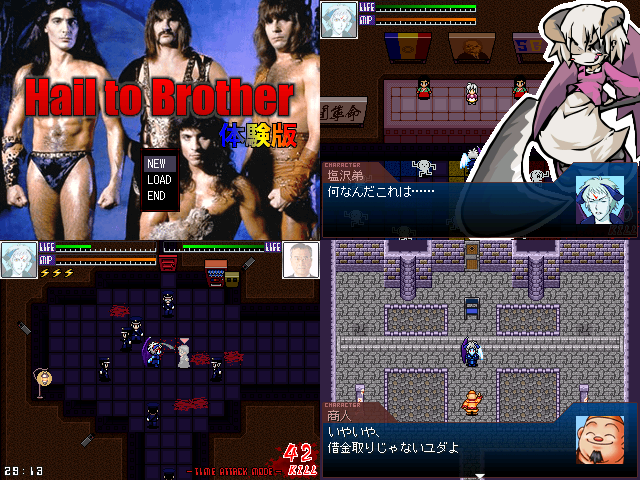 Hail to Brother
体験版
NEW
LOAD
END
LIFE
MP
CHARACTER
塩沢弟
何なんだこれは……
LIFE
LIFE
MP
29:13
42
-TIME ATTACK MODE-
KILL
CHARACTER
商人
いやいや、
借金取りじゃないユダよ